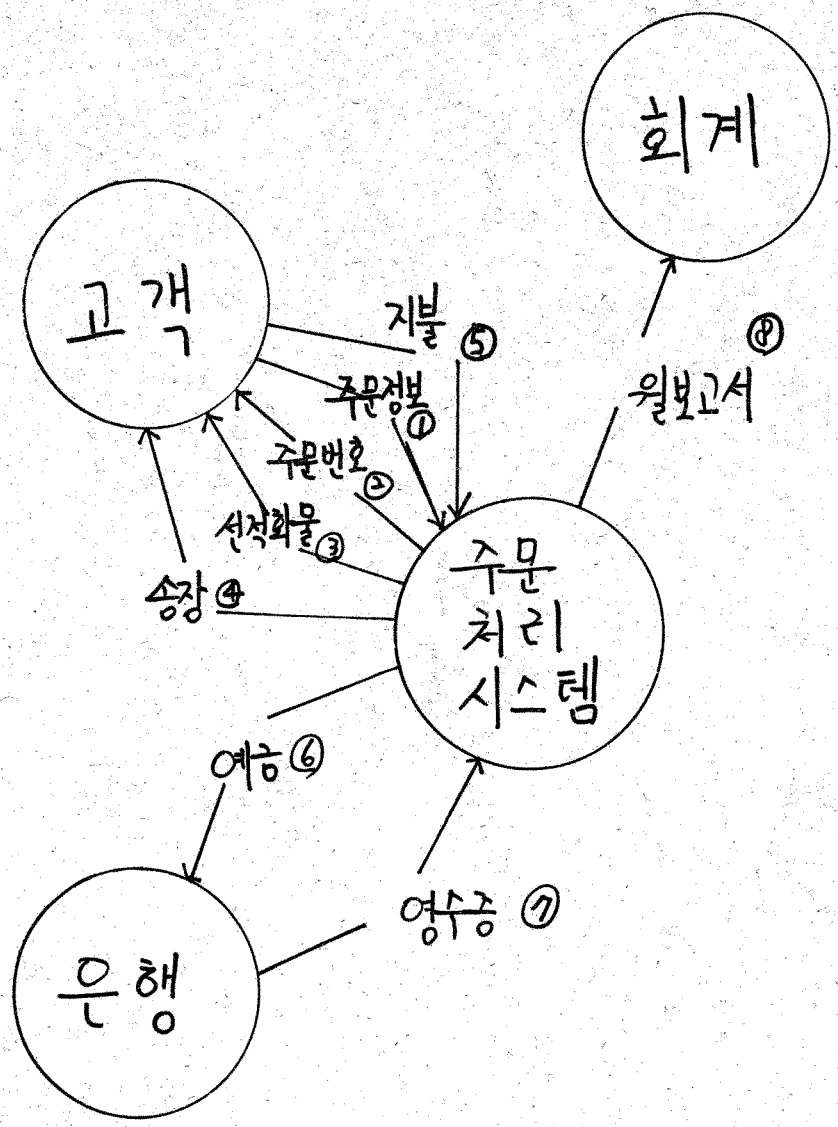 회계
고객
지불 ⑤
⑧
월보고서
주문정보 ①
주문번호 ②
선적화물 ③
송장 ④
주문
처리
시스템
예금 ⑥
영수증 ⑦
은행